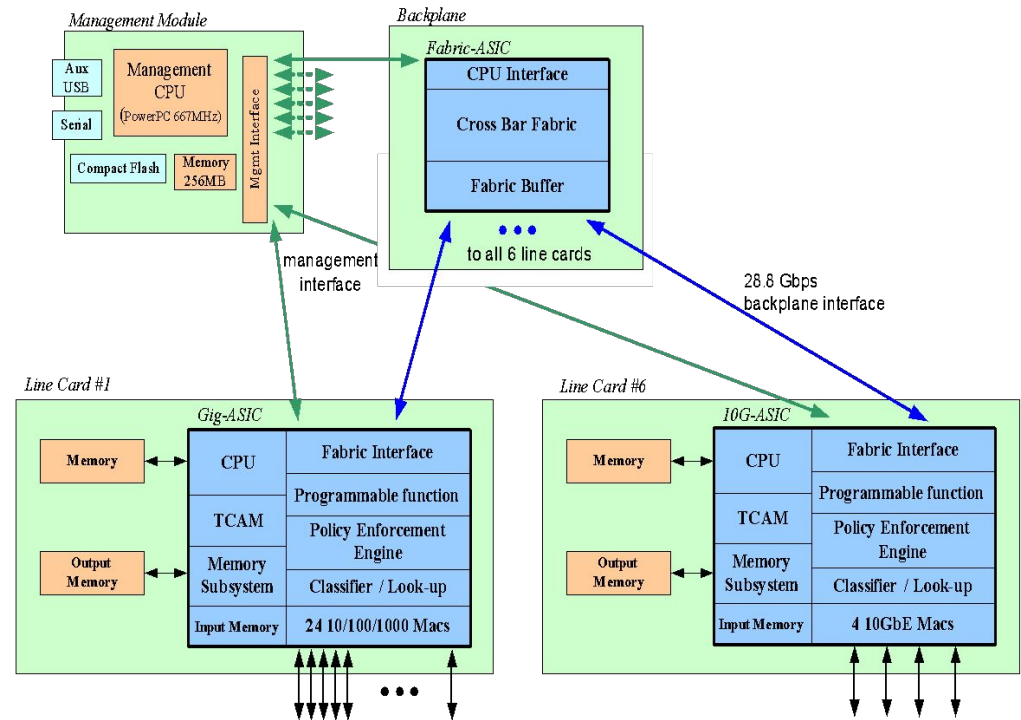 Management Module
Aux
USB
Serial
Management
CPU
(PowerPC 667MHz)
Compact Flash
Memory
256MB
Mgmt Interface
Backplane
Fabric-ASIC
CPU Interface
Cross Bar Fabric
Fabric Buffer
to all 6 line cards
management
interface
28.8 Gbps
backplane interface
Line Card #1
Gig-ASIC
Memory
Output
Memory
CPU
TCAM
Memory
Subsystem
Input Memory
Fabric Interface
Programmable function
Policy Enforcement
Engine
Classifier / Look-up
24 10/100/1000 Macs
Line Card #6
10G-ASIC
Memory
Output
Memory
CPU
TCAM
Memory
Subsystem
Input Memory
Fabric Interface
Programmable function
Policy Enforcement
Engine
Classifier / Look-up
4 10GbE Macs